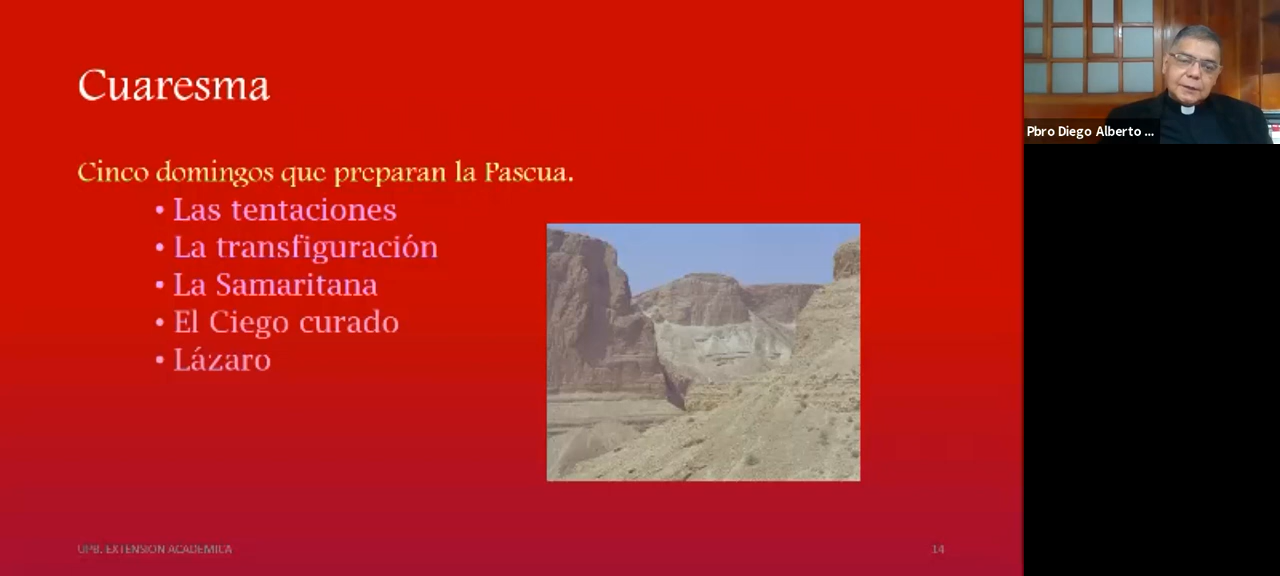 Cuaresma
Cinco domingos que preparan la Pascua.
• Las tentaciones
• La transfiguración
• La Samaritana
• El Ciego curado
• Lázaro
UPB. EXTENSION ACADEMICA
14
Pbro Diego Alberto ...